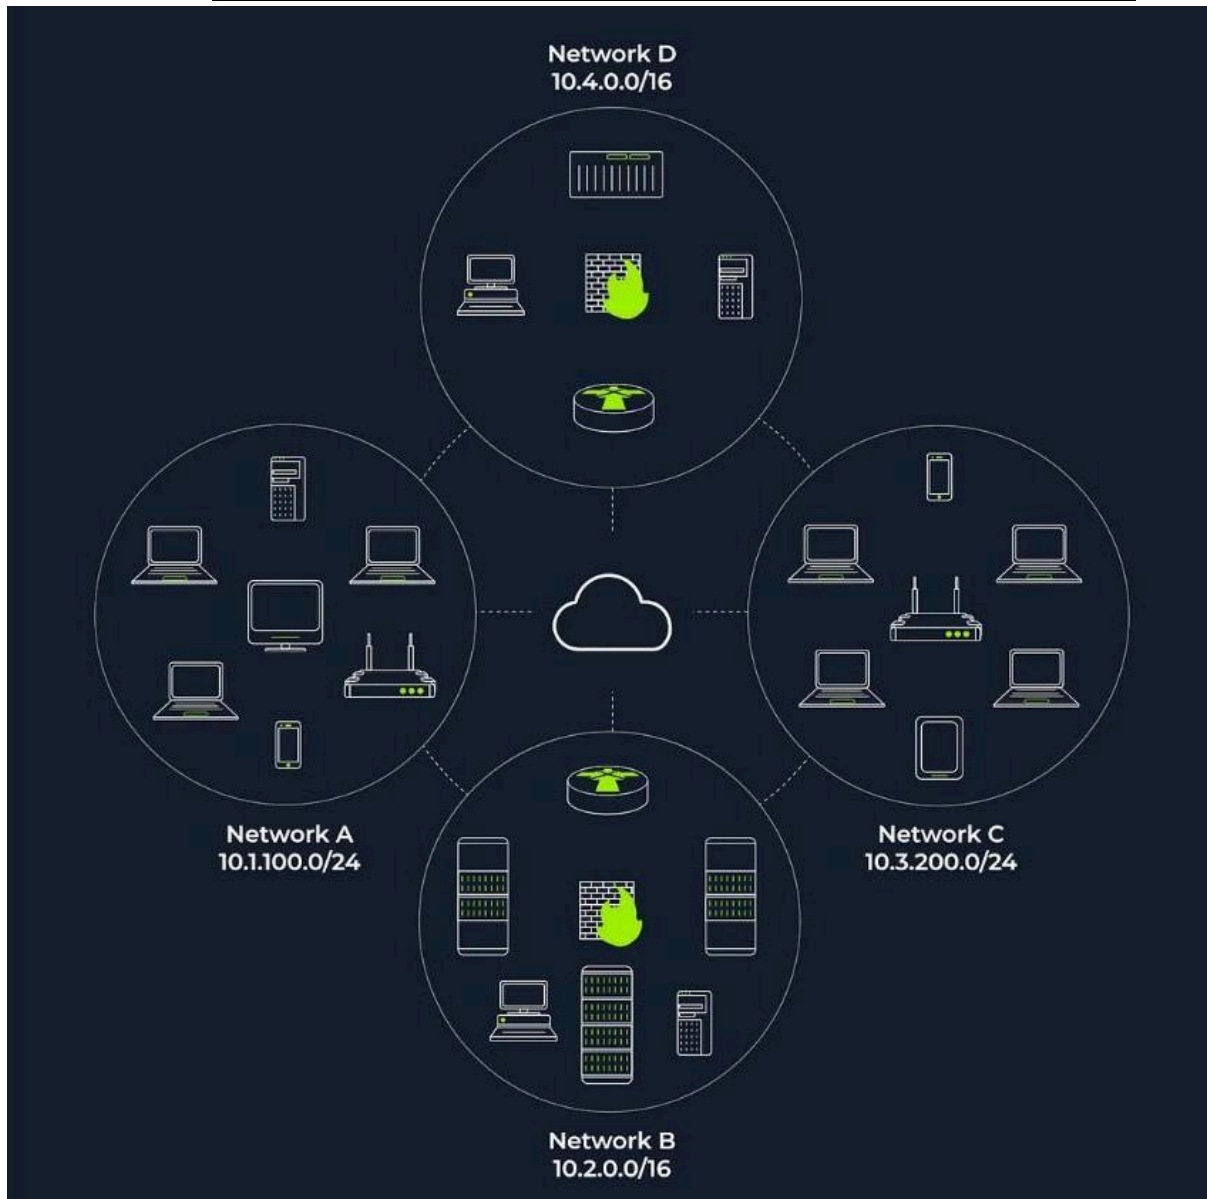 Network D
10.4.0.0/16
Network A
10.1.100.0/24
Network C
10.3.200.0/24
Network B
10.2.0.0/16